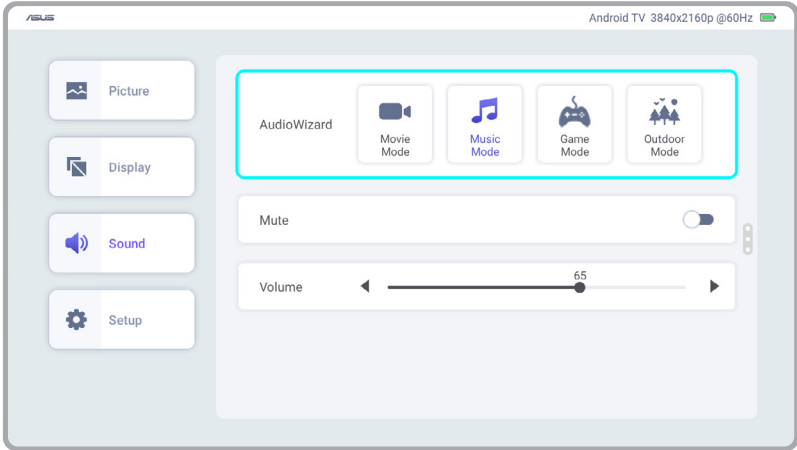 ASUS
Android TV 3840x2160p @60Hz
Picture
Display
Sound
Setup
AudioWizard
Movie
Mode
Music
Mode
Game
Mode
Outdoor
Mode
Mute
Volume
65